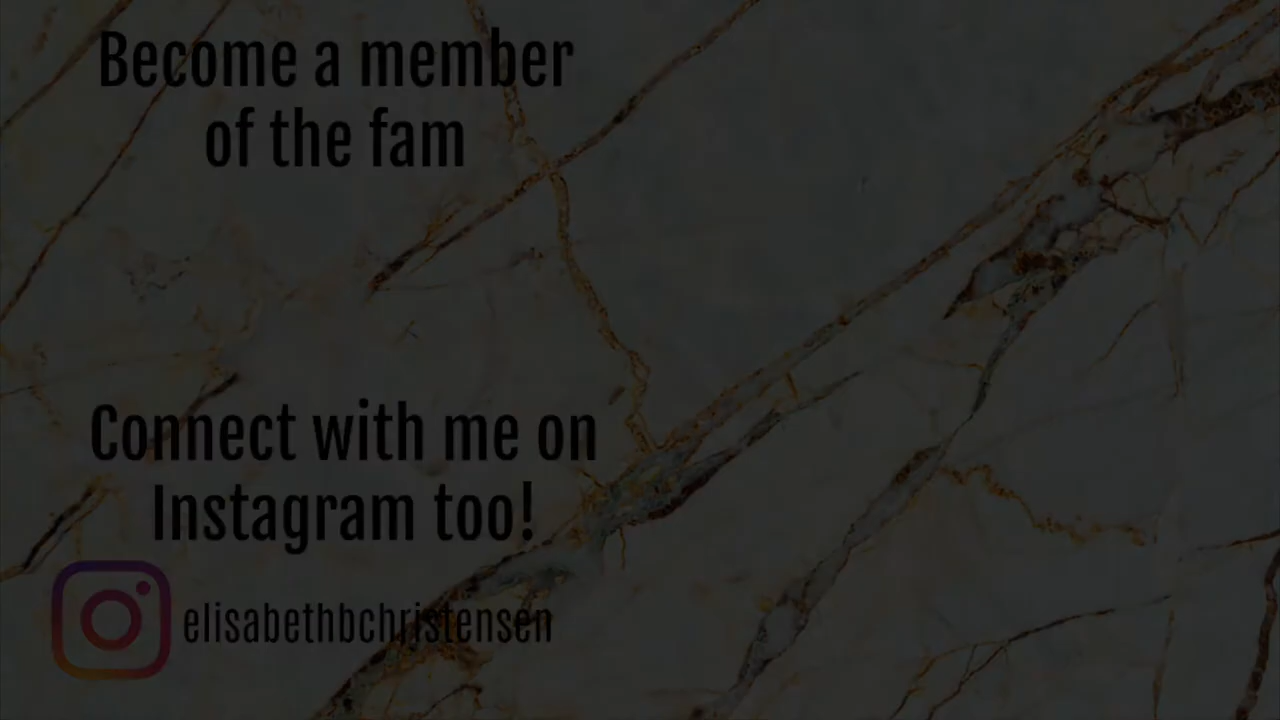 Become a member
of the fam
Connect with me on
Instagram too!
elisabethbchristensen